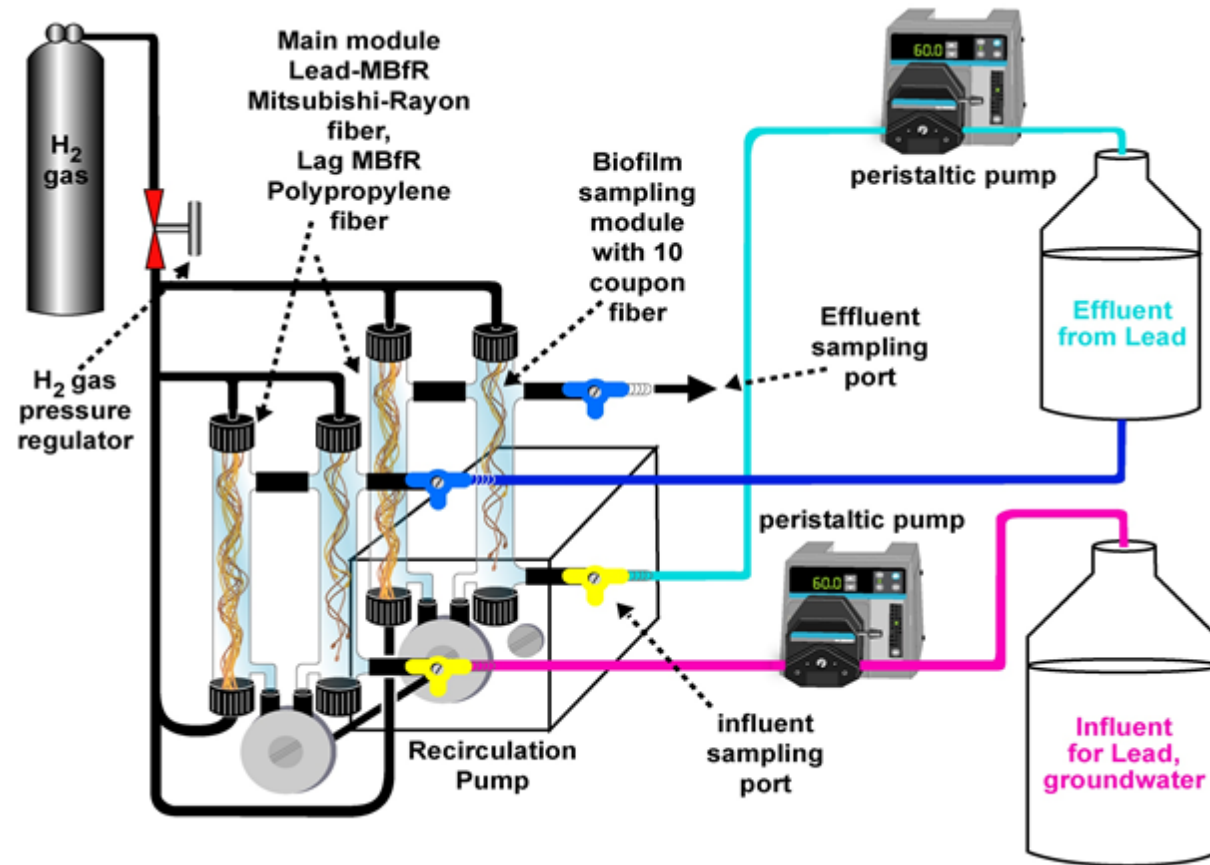 H2
gas
Main module
Lead-MBfR
Mitsubishi-Rayon
fiber,
Lag MBfR
Polypropylene
fiber
Biofilm
sampling
module
with 10
coupon
fiber
60.0
peristaltic pump
Effluent
from Lead
Effluent
sampling
port
H2 gas
pressure
regulator
peristaltic pump
60.0
Recirculation
Pump
influent
sampling
port
Influent
for Lead,
groundwater